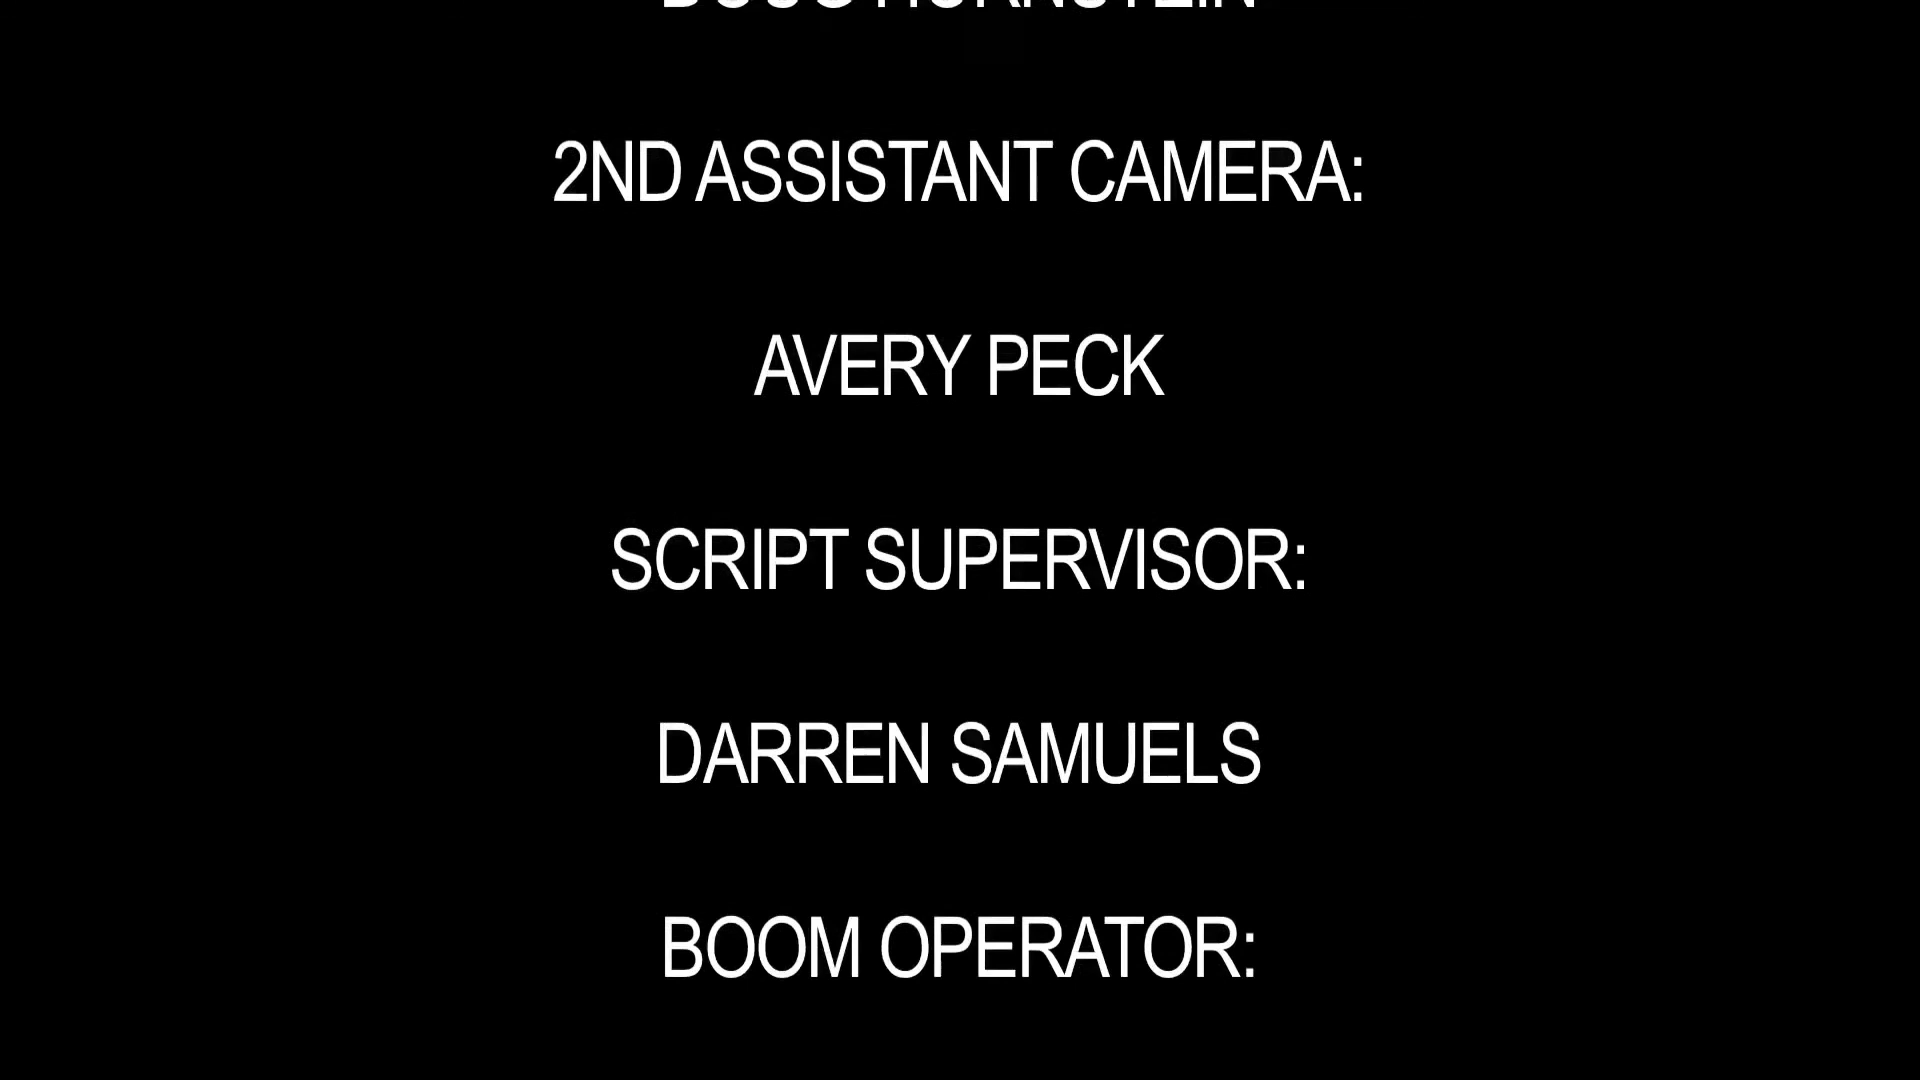 2ND ASSISTANT CAMERA:
AVERY PECK
SCRIPT SUPERVISOR:
DARREN SAMUELS
BOOM OPERATOR: